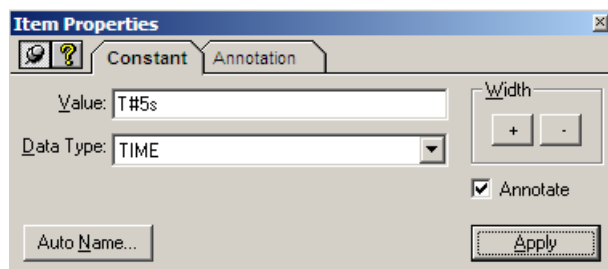 Item Properties
? Constant Annotation
Value: T#5s
Width
+ -
Data Type: TIME
Annotate
Auto Name... Apply